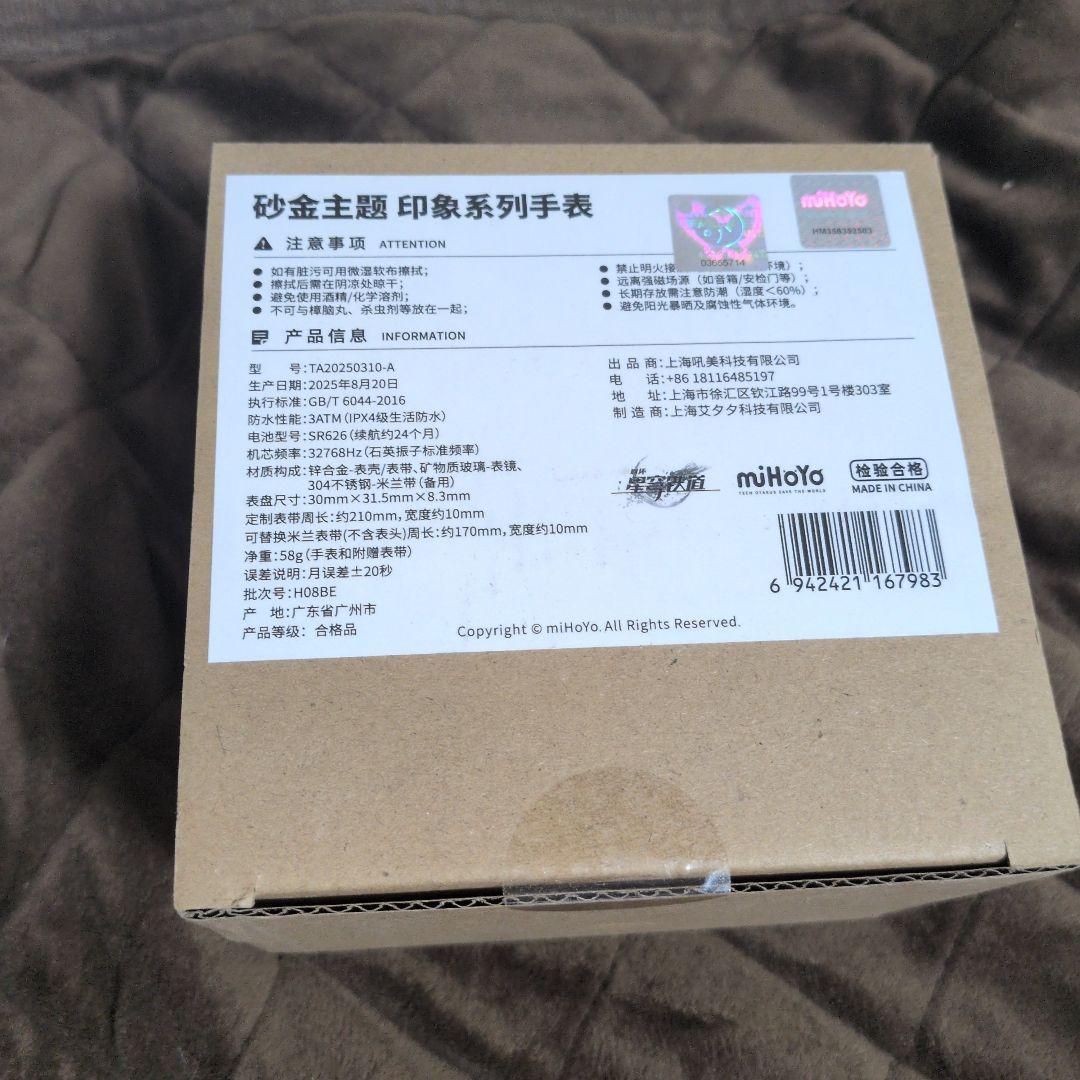 砂金主题 印象系列手表
miHoYo
HM358392503
03655714
注意事项 ATTENTION
● 如有脏污可用微湿软布擦拭；
● 擦拭后需在阴凉处晾干；
● 避免使用酒精/化学溶剂；
● 不可与樟脑丸、杀虫剂等放在一起；
● 禁止明火接 环境）；
● 远离强磁场源（如音箱/安检门等）；
● 长期存放需注意防潮（湿度＜60%）；
● 避免阳光暴晒及腐蚀性气体环境。
产品信息 INFORMATION
型 号:TA20250310-A
生产日期:2025年8月20日
执行标准:GB/T 6044-2016
防水性能:3ATM（IPX4级生活防水）
电池型号:SR626（续航约24个月）
机芯频率:32768Hz（石英振子标准频率）
材质构成:锌合金-表壳/表带、矿物质玻璃-表镜、
304不锈钢-米兰带（备用）
表盘尺寸:30mm×31.5mm×8.3mm
定制表带周长:约210mm，宽度约10mm
可替换米兰表带(不含表头)周长:约170mm，宽度约10mm
净重:58g（手表和附赠表带）
误差说明:月误差±20秒
批次号:H08BE
产 地:广东省广州市
产品等级: 合格品
出 品 商:上海吼美科技有限公司
电 话:+86 18116485197
地 址:上海市徐汇区钦江路99号1号楼303室
制 造 商:上海艾夕夕科技有限公司
崩坏
星穹铁道
miHoYo
TECH OTAKUS SAVE THE WORLD
检验合格
MADE IN CHINA
6 942421 167983
Copyright © miHoYo. All Rights Reserved.